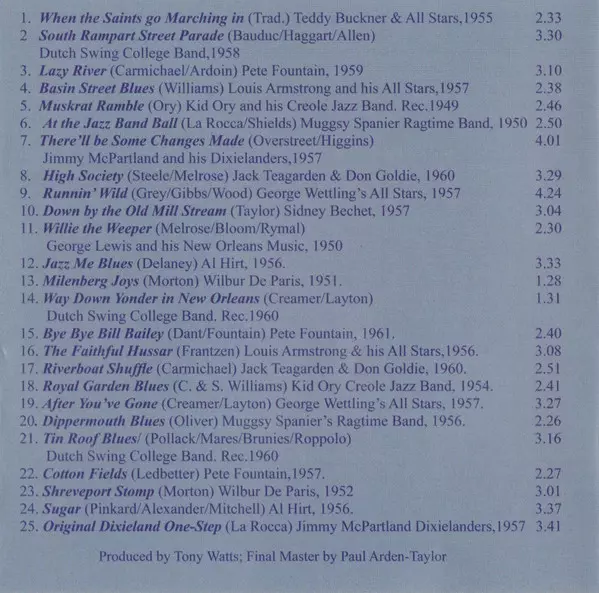 1. When the Saints go Marching in (Trad.) Teddy Buckner & All Stars,1955 2.33
2 South Rampart Street Parade (Bauduc/Haggart/Allen) 3.30
Dutch Swing College Band,1958
3. Lazy River (Carmichael/Ardoin) Pete Fountain, 1959 3.10
4. Basin Street Blues (Williams) Louis Armstrong and his All Stars,1957 2.38
5. Muskrat Ramble (Ory) Kid Ory and his Creole Jazz Band. Rec.1949 2.46
6. At the Jazz Band Ball (La Rocca/Shields) Muggsy Spanier Ragtime Band, 1950 2.50
7. There'll be Some Changes Made (Overstreet/Higgins) 4.01
Jimmy McPartland and his Dixielanders,1957
8. High Society (Steele/Melrose) Jack Teagarden & Don Goldie, 1960 3.29
9. Runnin' Wild (Grey/Gibbs/Wood) George Wettling's All Stars, 1957 4.24
10. Down by the Old Mill Stream (Taylor) Sidney Bechet, 1957 3.04
11. Willie the Weeper (Melrose/Bloom/Rymal) 2.30
George Lewis and his New Orleans Music, 1950
12. Jazz Me Blues (Delaney) Al Hirt, 1956. 3,33
13. Milenberg Joys (Morton) Wilbur De Paris, 1951. 1.28
14. Way Down Yonder in New Orleans (Creamer/Layton) 1.31
Dutch Swing College Band. Rec.1960
15. Bye Bye Bill Bailey (Dant/Fountain) Pete Fountain, 1961. 2.40
16. The Faithful Hussar (Frantzen) Louis Armstrong & his All Stars,1956. 3.08
17. Riverboat Shuffle (Carmichael) Jack Teagarden & Don Goldie, 1960. 2.51
18. Royal Garden Blues (C. & S. Williams) Kid Ory Creole Jazz Band, 1954. 2.41
19. After You've Gone (Creamer/Layton) George Wettling's All Stars, 1957. 3.27
20. Dippermouth Blues (Oliver) Muggsy Spanier's Ragtime Band, 1956. 2.26
21. Tin Roof Blues/ (Pollack/Mares/Brunies/Roppolo) 3.16
Dutch Swing College Band. Rec.1960
22. Cotton Fields (Ledbetter) Pete Fountain,1957. 2.27
23. Shreveport Stomp (Morton) Wilbur De Paris, 1952 3.01
24. Sugar (Pinkard/Alexander/Mitchell) Al Hirt, 1956. 3.37
25. Original Dixieland One-Step (La Rocca) Jimmy McPartland Dixielanders,1957 3.41
Produced by Tony Watts; Final Master by Paul Arden-Taylor